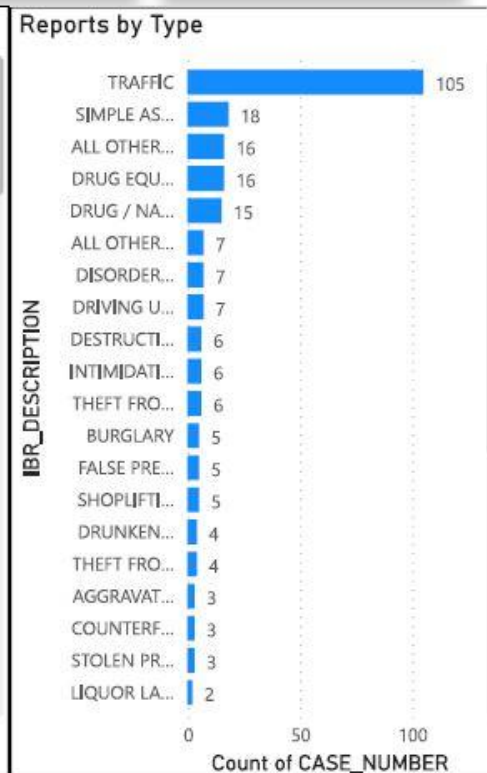 Reports by Type
TRAFFIC 105
SIMPLE AS... 18
ALL OTHER... 16
DRUG EQU... 16
DRUG / NA... 15
ALL OTHER... 7
DISORDER... 7
DRIVING U... 7
DESTRUCTI... 6
INTIMIDATI... 6
THEFT FRO... 6
BURGLARY 5
FALSE PRE... 5
SHOPLIFTI... 5
DRUNKEN... 4
THEFT FRO... 4
AGGRAVAT... 3
COUNTERF... 3
STOLEN PR... 3
LIQUOR LA... 2
IBR_DESCRIPTION
0 50 100
Count of CASE_NUMBER